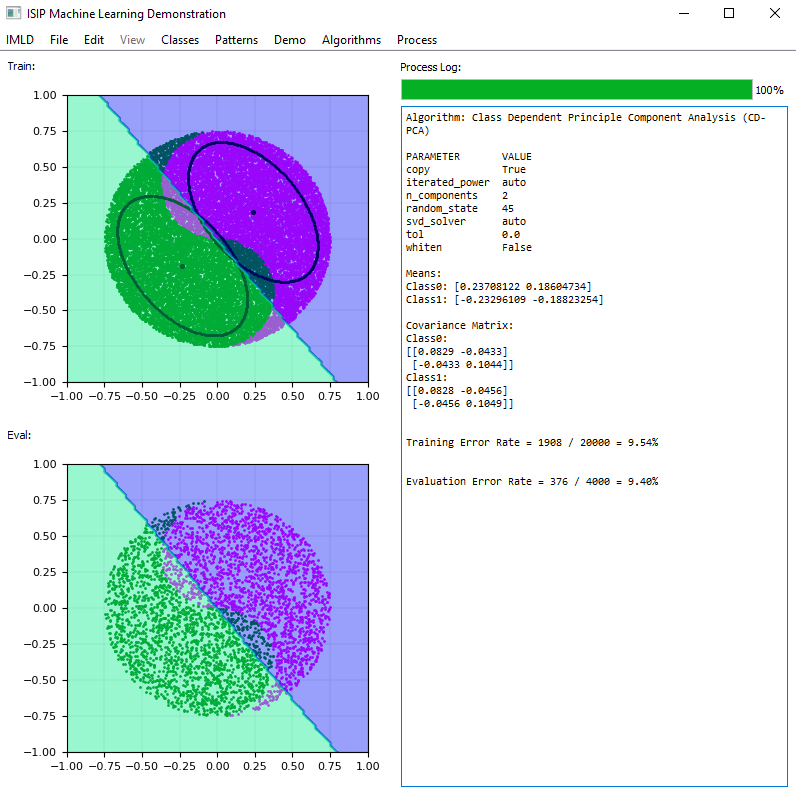 ISIP Machine Learning Demonstration
IMLD File Edit View Classes Patterns Demo Algorithms Process
Train:
1.00
0.75
0.50
0.25
0.00
−0.25
−0.50
−0.75
−1.00
−1.00 −0.75 −0.50 −0.25 0.00 0.25 0.50 0.75 1.00
Eval:
1.00
0.75
0.50
0.25
0.00
−0.25
−0.50
−0.75
−1.00
−1.00 −0.75 −0.50 −0.25 0.00 0.25 0.50 0.75 1.00
Process Log:
100%
Algorithm: Class Dependent Principle Component Analysis (CD-
PCA)
PARAMETER VALUE
copy True
iterated_power auto
n_components 2
random_state 45
svd_solver auto
tol 0.0
whiten False
Means:
Class0: [0.23708122 0.18604734]
Class1: [-0.23296109 -0.18823254]
Covariance Matrix:
Class0:
[[0.0829 -0.0433]
[-0.0433 0.1044]]
Class1:
[[0.0828 -0.0456]
[-0.0456 0.1049]]
Training Error Rate = 1908 / 20000 = 9.54%
Evaluation Error Rate = 376 / 4000 = 9.40%